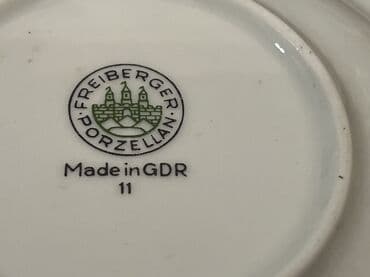 FREIBERGER
· PORZELLAN ·
Made in GDR
11